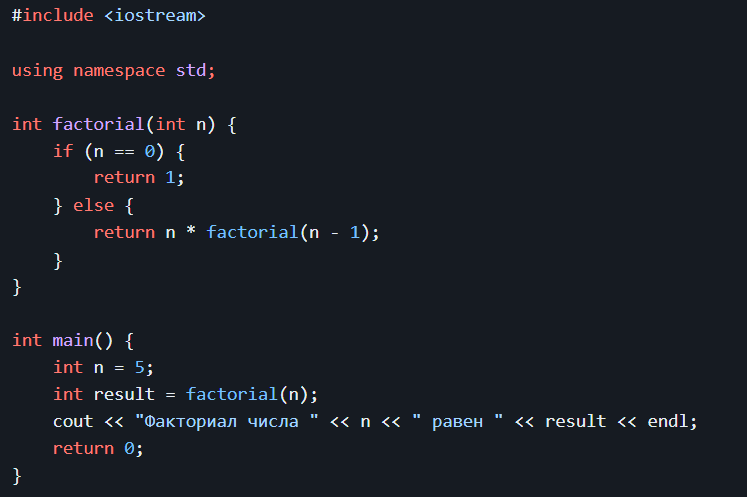 #include <iostream>

using namespace std;

int factorial(int n) {
    if (n == 0) {
        return 1;
    } else {
        return n * factorial(n - 1);
    }
}

int main() {
    int n = 5;
    int result = factorial(n);
    cout << "Факториал числа " << n << " равен " << result << endl;
    return 0;
}